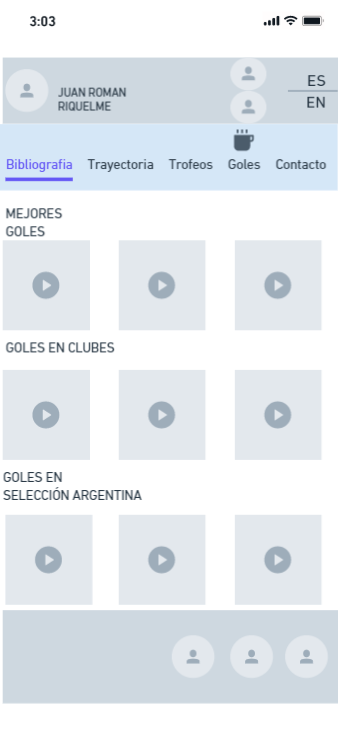 3:03
JUAN ROMAN
RIQUELME
ES
EN
Bibliografia Trayectoria Trofeos Goles Contacto
MEJORES
GOLES
GOLES EN CLUBES
GOLES EN
SELECCIÓN ARGENTINA